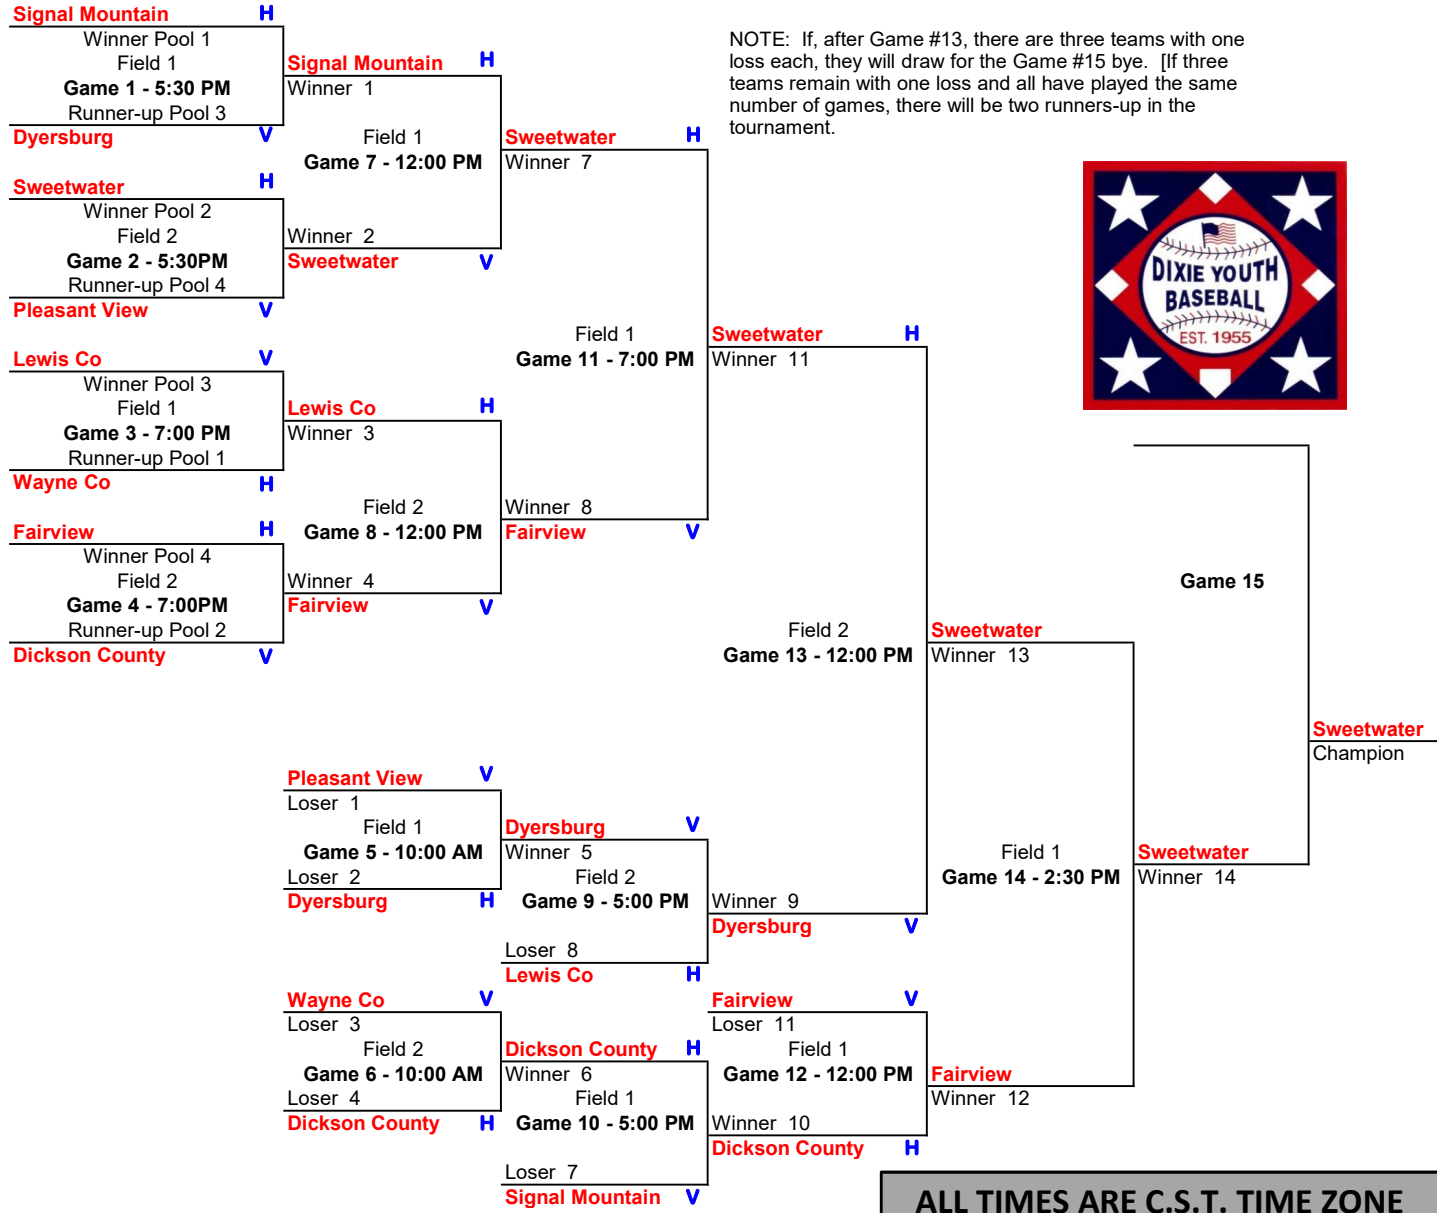 Signal Mountain H
Winner Pool 1
Field 1
Game 1 - 5:30 PM
Runner-up Pool 3
Dyersburg V
Sweetwater H
Winner Pool 2
Field 2
Game 2 - 5:30PM
Runner-up Pool 4
Pleasant View V
Lewis Co V
Winner Pool 3
Field 1
Game 3 - 7:00 PM
Runner-up Pool 1
Wayne Co H
Fairview H
Winner Pool 4
Field 2
Game 4 - 7:00PM
Runner-up Pool 2
Dickson County V
Signal Mountain H
Winner 1
Field 1
Game 7 - 12:00 PM
Winner 2
Sweetwater V
Lewis Co H
Winner 3
Field 2
Game 8 - 12:00 PM
Winner 4
Fairview V
Sweetwater H
Winner 7
Field 1
Game 11 - 7:00 PM
Winner 8
Fairview V
NOTE: If, after Game #13, there are three teams with one
loss each, they will draw for the Game #15 bye. [If three
teams remain with one loss and all have played the same
number of games, there will be two runners-up in the
tournament.
DIXIE YOUTH
BASEBALL
EST. 1955
Sweetwater H
Winner 11
Field 2
Game 13 - 12:00 PM
Winner 9
Dyersburg V
Pleasant View V
Loser 1
Field 1
Game 5 - 10:00 AM
Loser 2
Dyersburg H
Dyersburg V
Winner 5
Field 2
Game 9 - 5:00 PM
Loser 8
Lewis Co H
Wayne Co V
Loser 3
Field 2
Game 6 - 10:00 AM
Loser 4
Dickson County H
Dickson County H
Winner 6
Field 1
Game 10 - 5:00 PM
Loser 7
Signal Mountain V
Fairview V
Loser 11
Field 1
Game 12 - 12:00 PM
Winner 10
Dickson County H
Sweetwater
Winner 13
Field 1
Game 14 - 2:30 PM
Fairview
Winner 12
Game 15
Sweetwater
Winner 14
Sweetwater
Champion
ALL TIMES ARE C.S.T. TIME ZONE